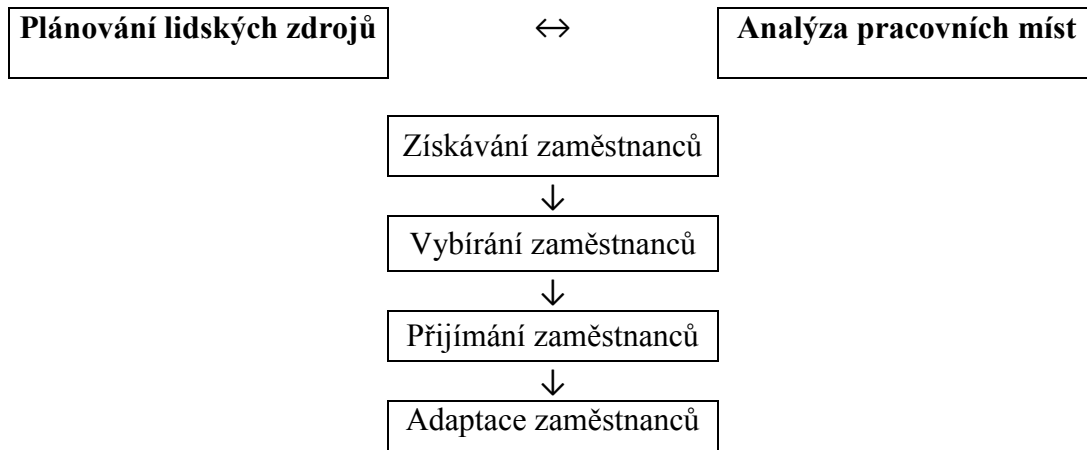 Plánování lidských zdrojů ↔ Analýza pracovních míst
Získávání zaměstnanců
↓
Vybírání zaměstnanců
↓
Přijímání zaměstnanců
↓
Adaptace zaměstnanců